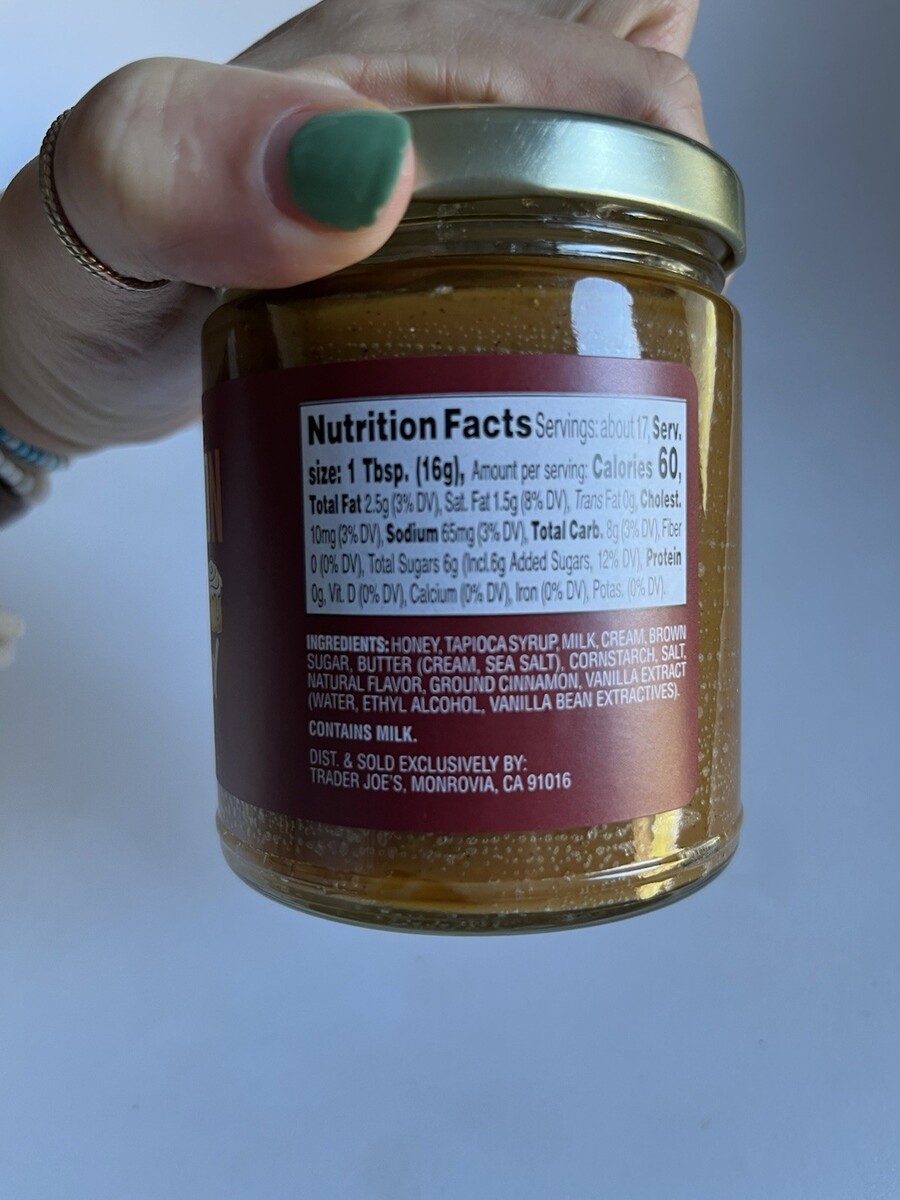 Nutrition Facts Servings: about 17, Serv.
size: 1 Tbsp. (16g), Amount per serving: Calories 60,
Total Fat 2.5g (3% DV), Sat. Fat 1.5g (8% DV), Trans Fat 0g, Cholest.
10mg (3% DV), Sodium 65mg (3% DV), Total Carb. 8g (3% DV), Fiber
0 (0% DV), Total Sugars 6g (Incl. 6g Added Sugars, 12% DV), Protein
0g, Vit. D (0% DV), Calcium (0% DV), Iron (0% DV), Potas. (0% DV).
INGREDIENTS: HONEY, TAPIOCA SYRUP, MILK, CREAM, BROWN
SUGAR, BUTTER (CREAM, SEA SALT), CORNSTARCH, SALT,
NATURAL FLAVOR, GROUND CINNAMON, VANILLA EXTRACT
(WATER, ETHYL ALCOHOL, VANILLA BEAN EXTRACTIVES).
CONTAINS MILK.
DIST. & SOLD EXCLUSIVELY BY:
TRADER JOE'S, MONROVIA, CA 91016